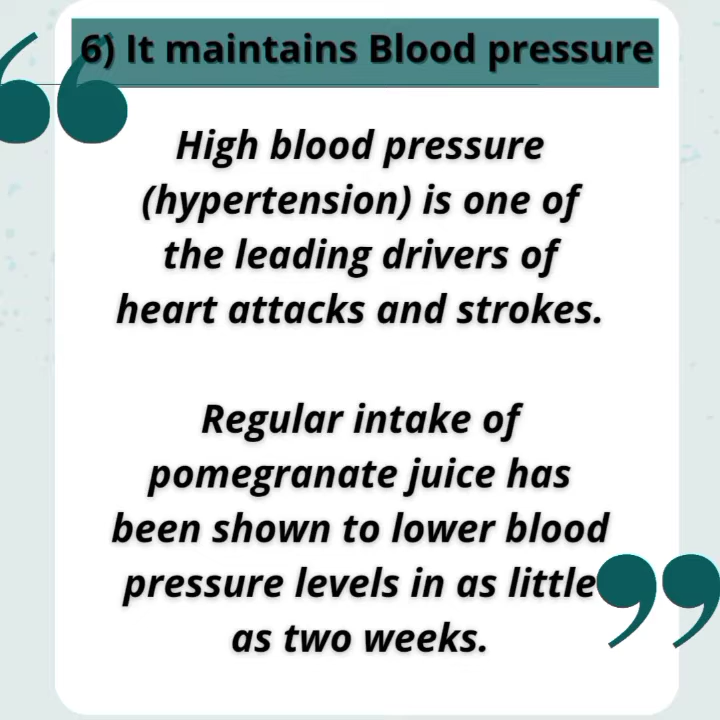 6) It maintains Blood pressure
High blood pressure
(hypertension) is one of
the leading drivers of
heart attacks and strokes.
Regular intake of
pomegranate juice has
been shown to lower blood
pressure levels in as little
as two weeks.